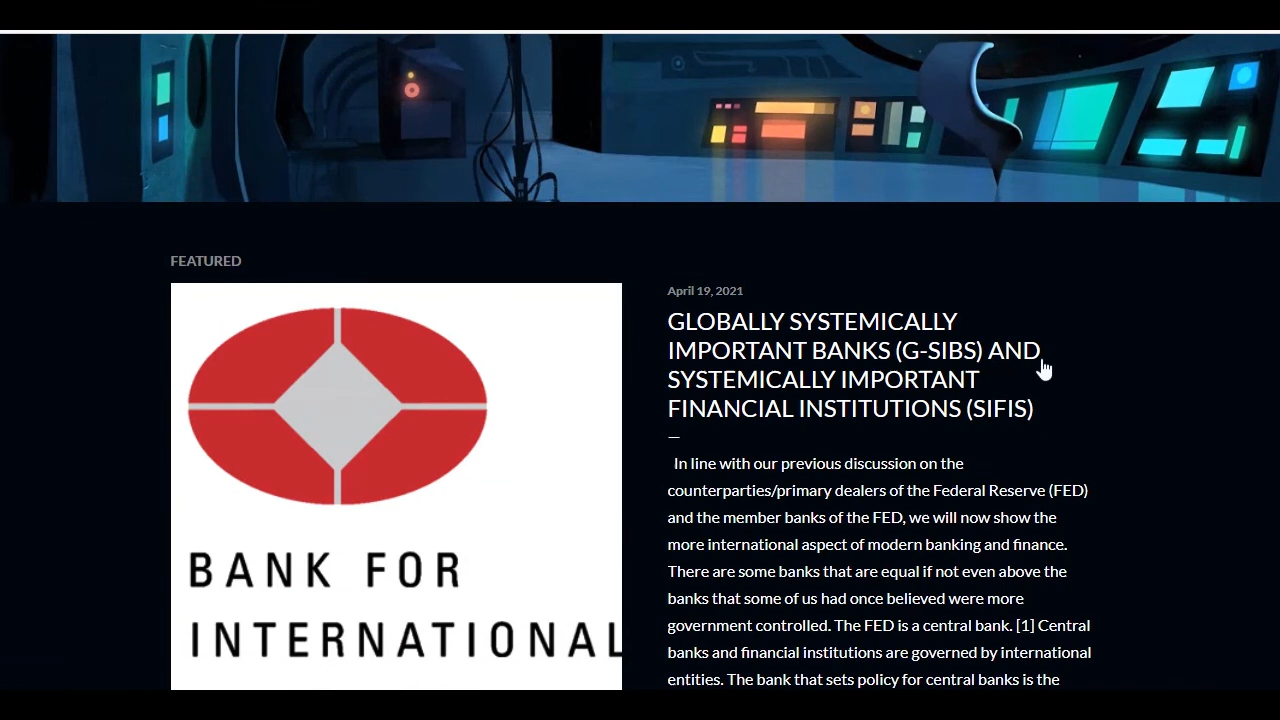 FEATURED
BANK FOR
INTERNATIONAL
April 19, 2021
GLOBALLY SYSTEMICALLY
IMPORTANT BANKS (G-SIBS) AND
SYSTEMICALLY IMPORTANT
FINANCIAL INSTITUTIONS (SIFIS)
—
In line with our previous discussion on the
counterparties/primary dealers of the Federal Reserve (FED)
and the member banks of the FED, we will now show the
more international aspect of modern banking and finance.
There are some banks that are equal if not even above the
banks that some of us had once believed were more
government controlled. The FED is a central bank. [1] Central
banks and financial institutions are governed by international
entities. The bank that sets policy for central banks is the